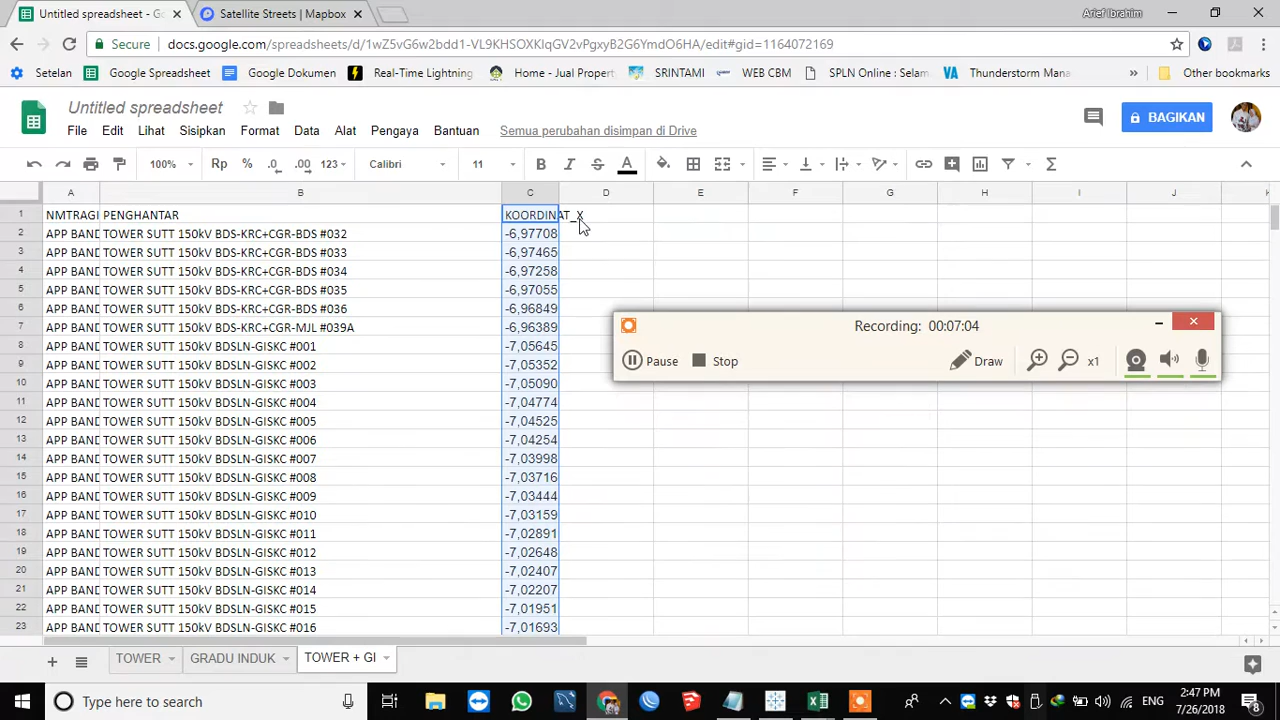 Untitled spreadsheet - Go
Satellite Streets | Mapbox
Arief Ibrahim
Secure
docs.google.com/spreadsheets/d/1wZ5vG6w2bdd1-VL9KHSOXKlqGV2vPgxyB2G6YmdO6HA/edit#gid=1164072169
Setelan
Google Spreadsheet
Google Dokumen
Real-Time Lightning
Home - Jual Propert
SRINTAMI
WEB CBM
SPLN Online : Selam
VA Thunderstorm Mana
»
Other bookmarks
Untitled spreadsheet
File Edit Lihat Sisipkan Format Data Alat Pengaya Bantuan Semua perubahan disimpan di Drive
BAGIKAN
100% Rp % .0 .00 123 Calibri 11 B I S A Σ
A B C D E F G H I J K
1 NMTRAGI PENGHANTAR KOORDINAT_X
2 APP BAND TOWER SUTT 150kV BDS-KRC+CGR-BDS #032 -6,97708
3 APP BAND TOWER SUTT 150kV BDS-KRC+CGR-BDS #033 -6,97465
4 APP BAND TOWER SUTT 150kV BDS-KRC+CGR-BDS #034 -6,97258
5 APP BAND TOWER SUTT 150kV BDS-KRC+CGR-BDS #035 -6,97055
6 APP BAND TOWER SUTT 150kV BDS-KRC+CGR-BDS #036 -6,96849
7 APP BAND TOWER SUTT 150kV BDS-KRC+CGR-MJL #039A -6,96389
8 APP BAND TOWER SUTT 150kV BDSLN-GISKC #001 -7,05645
9 APP BAND TOWER SUTT 150kV BDSLN-GISKC #002 -7,05352
10 APP BAND TOWER SUTT 150kV BDSLN-GISKC #003 -7,05090
11 APP BAND TOWER SUTT 150kV BDSLN-GISKC #004 -7,04774
12 APP BAND TOWER SUTT 150kV BDSLN-GISKC #005 -7,04525
13 APP BAND TOWER SUTT 150kV BDSLN-GISKC #006 -7,04254
14 APP BAND TOWER SUTT 150kV BDSLN-GISKC #007 -7,03998
15 APP BAND TOWER SUTT 150kV BDSLN-GISKC #008 -7,03716
16 APP BAND TOWER SUTT 150kV BDSLN-GISKC #009 -7,03444
17 APP BAND TOWER SUTT 150kV BDSLN-GISKC #010 -7,03159
18 APP BAND TOWER SUTT 150kV BDSLN-GISKC #011 -7,02891
19 APP BAND TOWER SUTT 150kV BDSLN-GISKC #012 -7,02648
20 APP BAND TOWER SUTT 150kV BDSLN-GISKC #013 -7,02407
21 APP BAND TOWER SUTT 150kV BDSLN-GISKC #014 -7,02207
22 APP BAND TOWER SUTT 150kV BDSLN-GISKC #015 -7,01951
23 APP BAND TOWER SUTT 150kV BDSLN-GISKC #016 -7,01693
Recording: 00:07:04
Pause Stop Draw x1
TOWER GRADU INDUK TOWER + GI
Type here to search
ENG
2:47 PM
7/26/2018
8